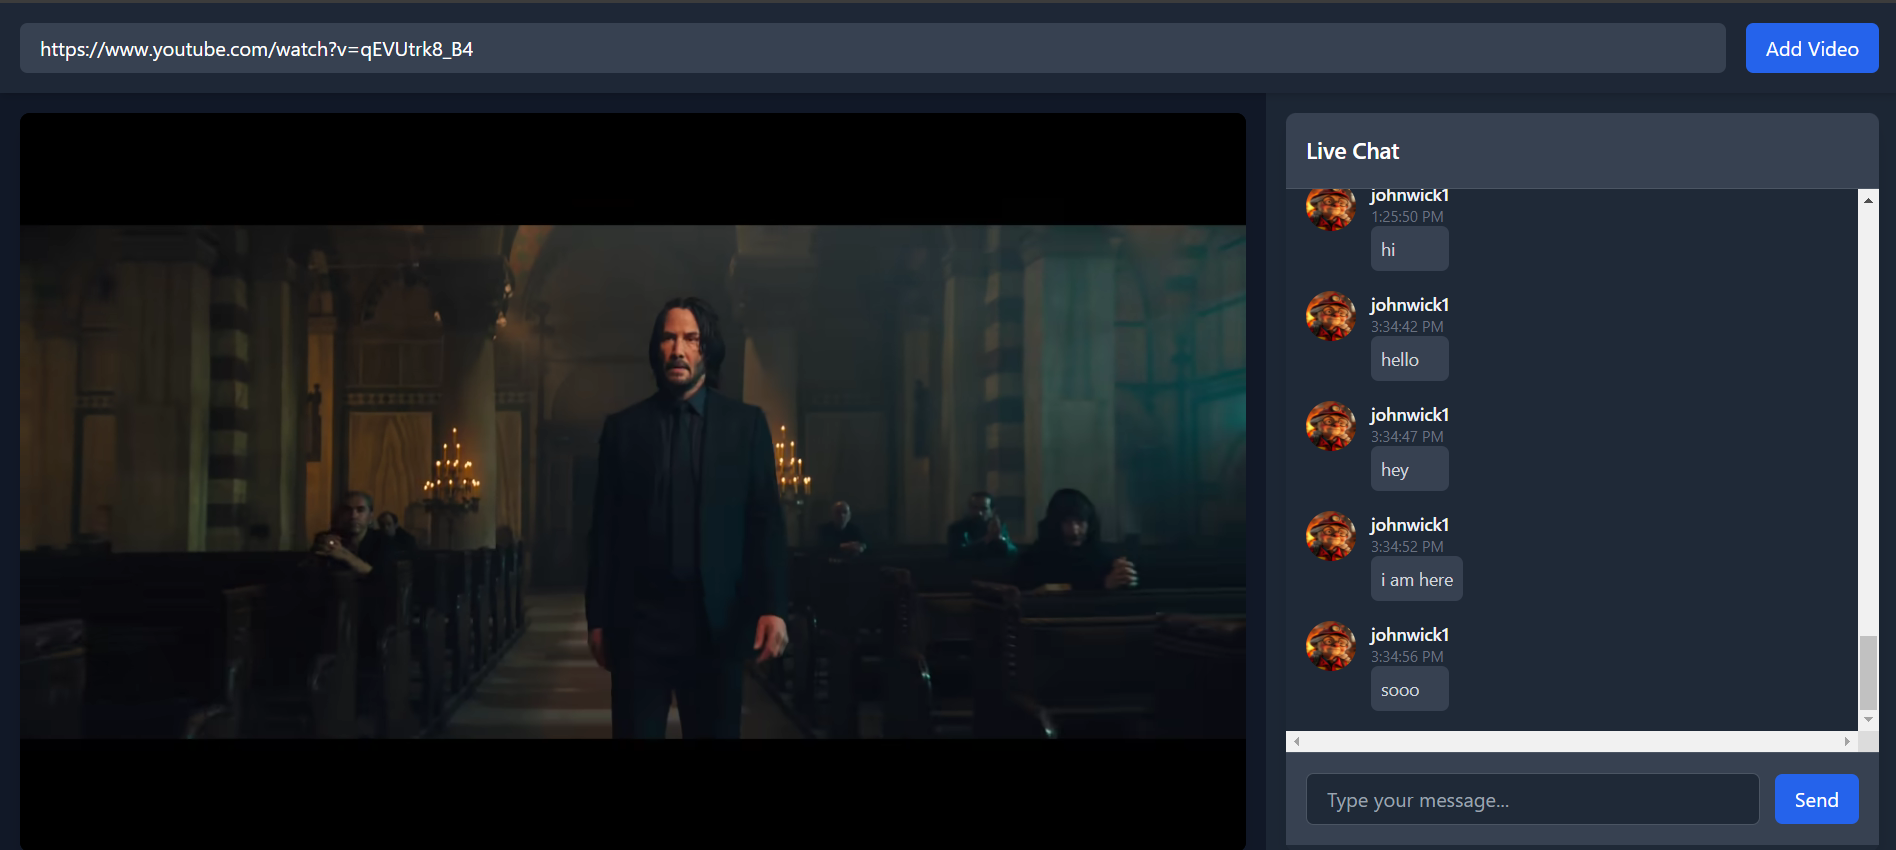 https://www.youtube.com/watch?v=qEVUtrk8_B4
Add Video
Live Chat
johnwick1
1:25:50 PM
hi
johnwick1
3:34:42 PM
hello
johnwick1
3:34:47 PM
hey
johnwick1
3:34:52 PM
i am here
johnwick1
3:34:56 PM
sooo
Type your message...
Send